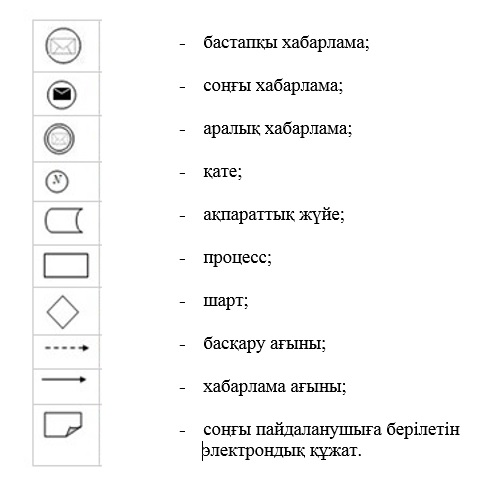 - бастапқы хабарлама;
- соңғы хабарлама;
- аралық хабарлама;
N - қате;
- ақпараттық жүйе;
- процесс;
- шарт;
- басқару ағыны;
- хабарлама ағыны;
- соңғы пайдаланушыға берілетін
электрондық құжат.